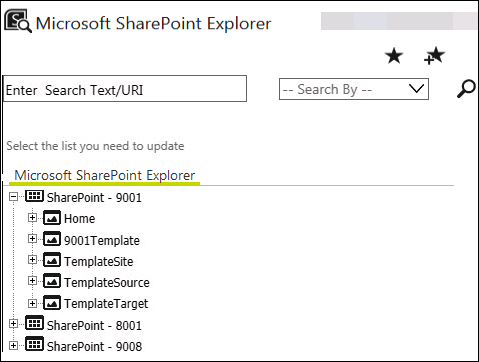 Microsoft SharePoint Explorer
Enter  Search Text/URI
-- Search By --
Select the list you need to update
Microsoft SharePoint Explorer
SharePoint - 9001
Home
9001Template
TemplateSite
TemplateSource
TemplateTarget
SharePoint - 8001
SharePoint - 9008